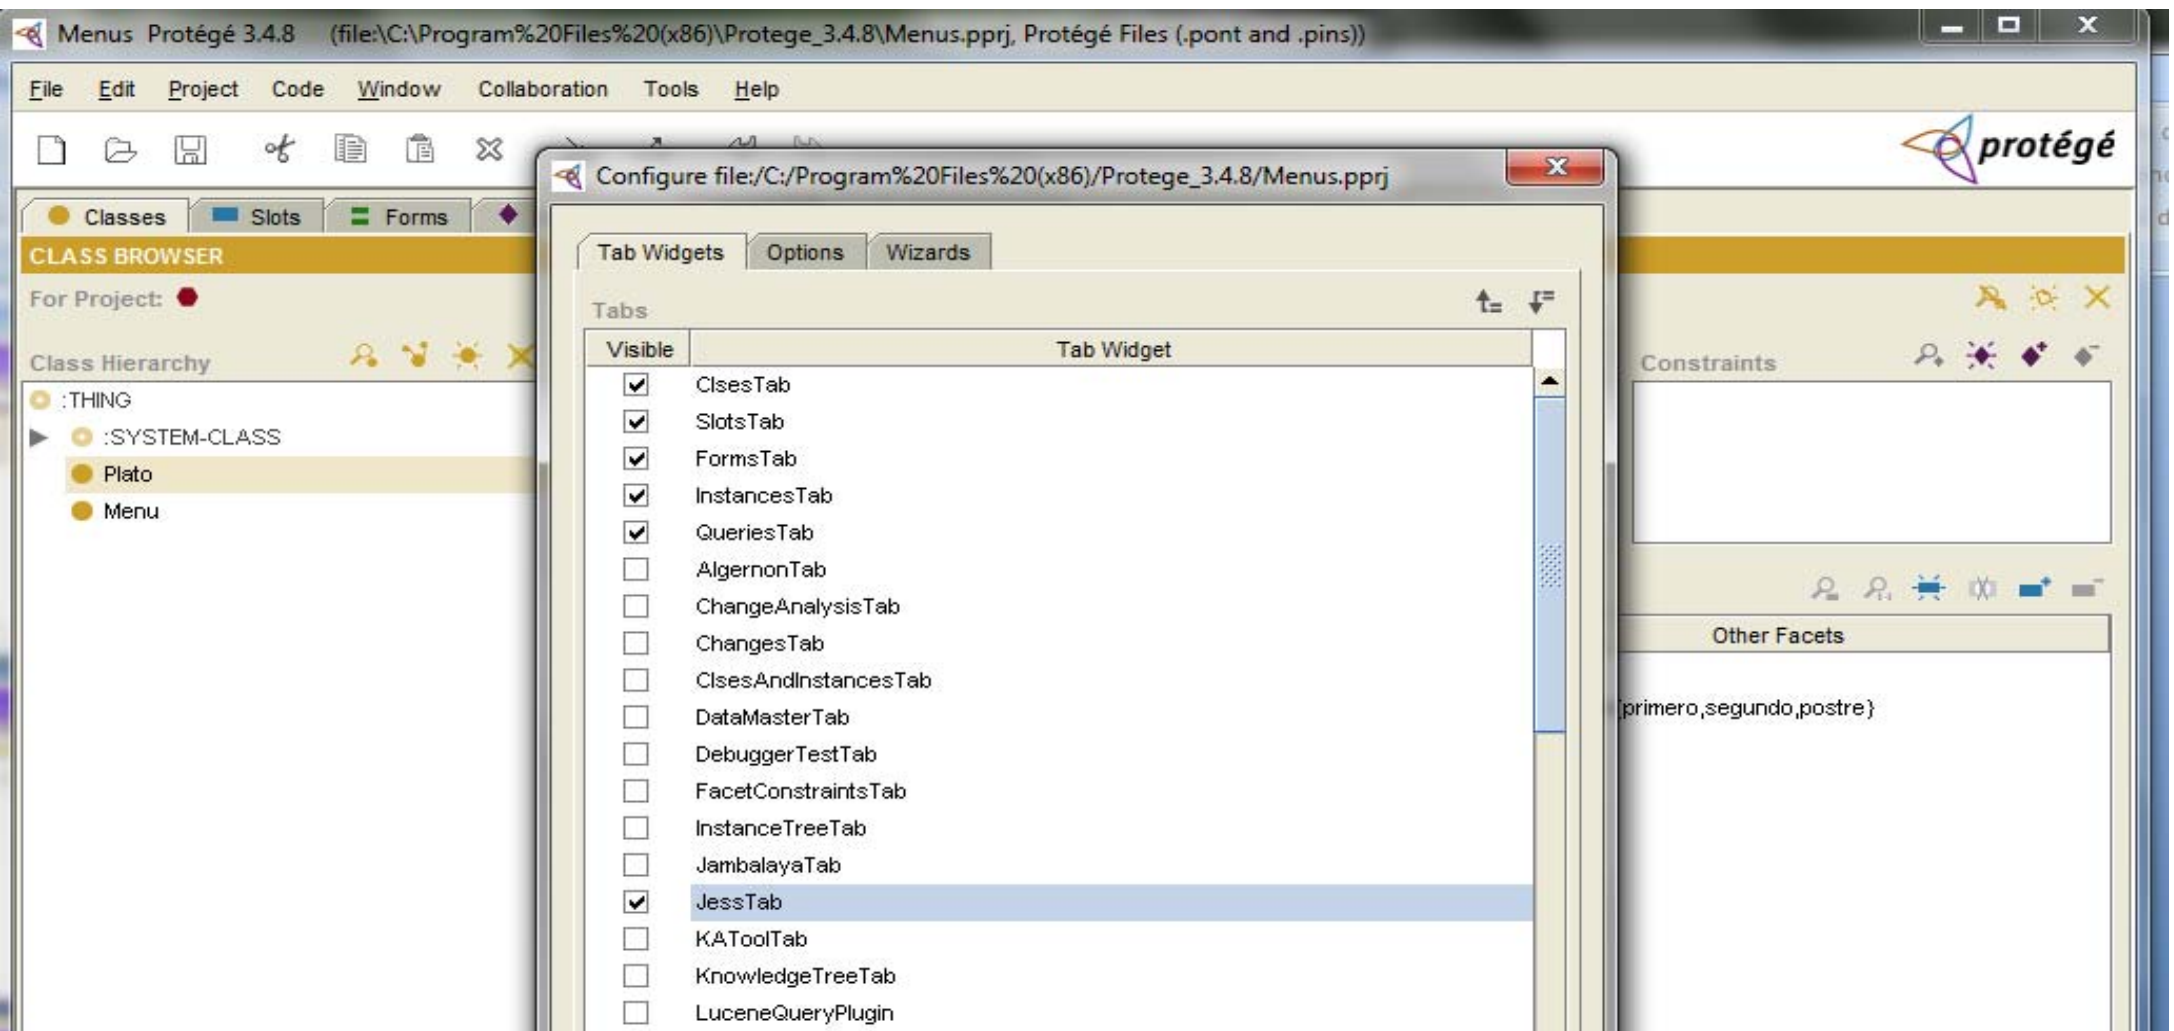 Menus Protégé 3.4.8 (file:\C:\Program%20Files%20(x86)\Protege_3.4.8\Menus.pprj, Protégé Files (.pont and .pins))
File Edit Project Code Window Collaboration Tools Help
protégé
Configure file:/C:/Program%20Files%20(x86)/Protege_3.4.8/Menus.pprj
Classes Slots Forms
CLASS BROWSER
For Project:
Class Hierarchy
:THING
:SYSTEM-CLASS
Plato
Menu
Tab Widgets Options Wizards
Tabs
Visible Tab Widget
ClsesTab
SlotsTab
FormsTab
InstancesTab
QueriesTab
AlgernonTab
ChangeAnalysisTab
ChangesTab
ClsesAndInstancesTab
DataMasterTab
DebuggerTestTab
FacetConstraintsTab
InstanceTreeTab
JambalayaTab
JessTab
KAToolTab
KnowledgeTreeTab
LuceneQueryPlugin
Constraints
Other Facets
{primero,segundo,postre}